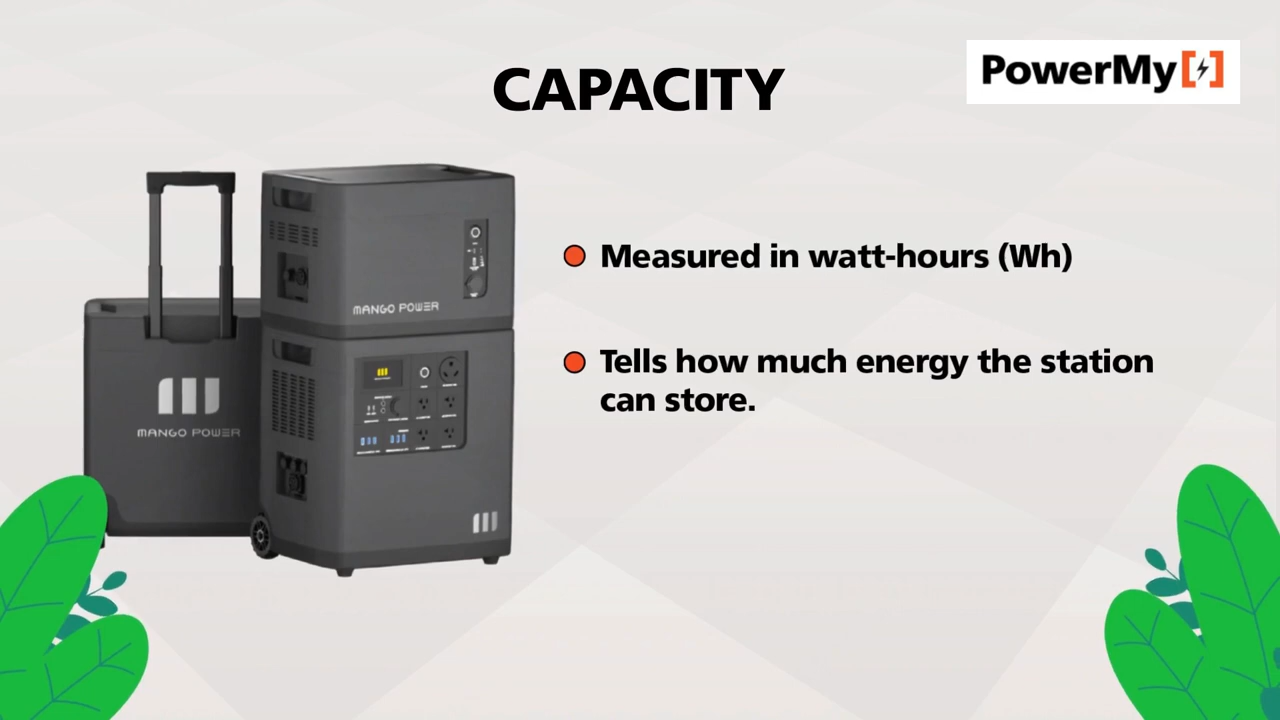 CAPACITY
PowerMy
Measured in watt-hours (Wh)
Tells how much energy the station
can store.
MANGO POWER
MANGO POWER